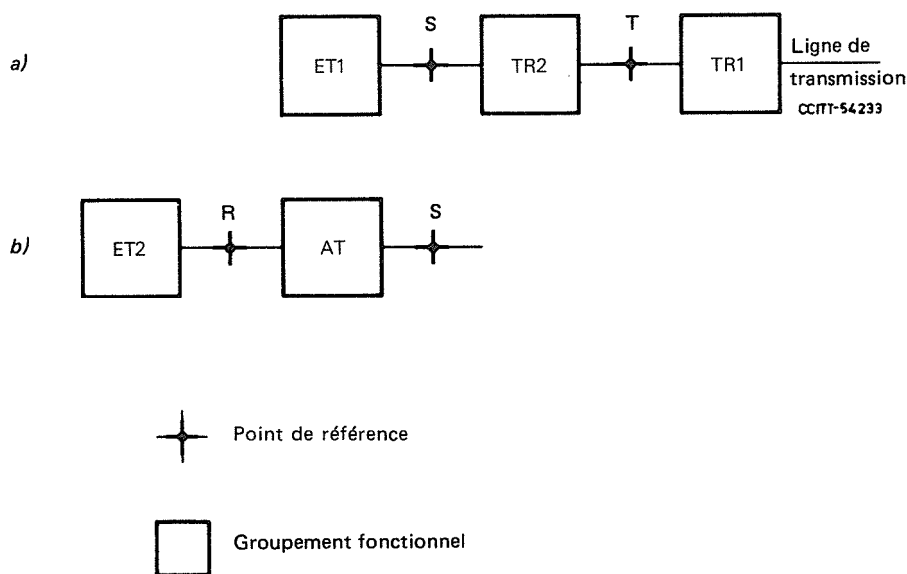 a)
S
T
ET1
TR2
TR1
Ligne de
transmission
CCITT-54233
b)
R
S
ET2
AT
Point de référence
Groupement fonctionnel